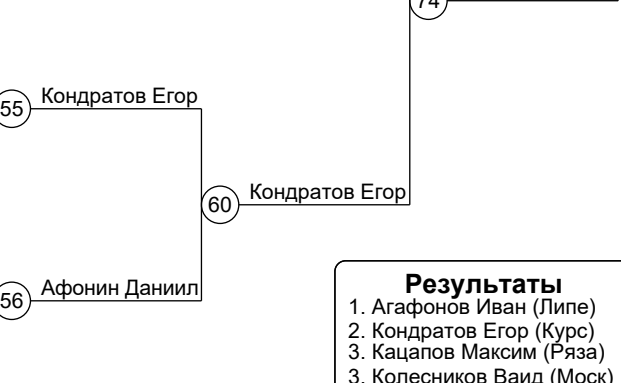 74
Кондратов Егор
55
Кондратов Егор
60
Афонин Даниил
56
Результаты
1. Агафонов Иван (Липе)
2. Кондратов Егор (Курс)
3. Кацапов Максим (Ряза)
3. Колесников Ваид (Моск)